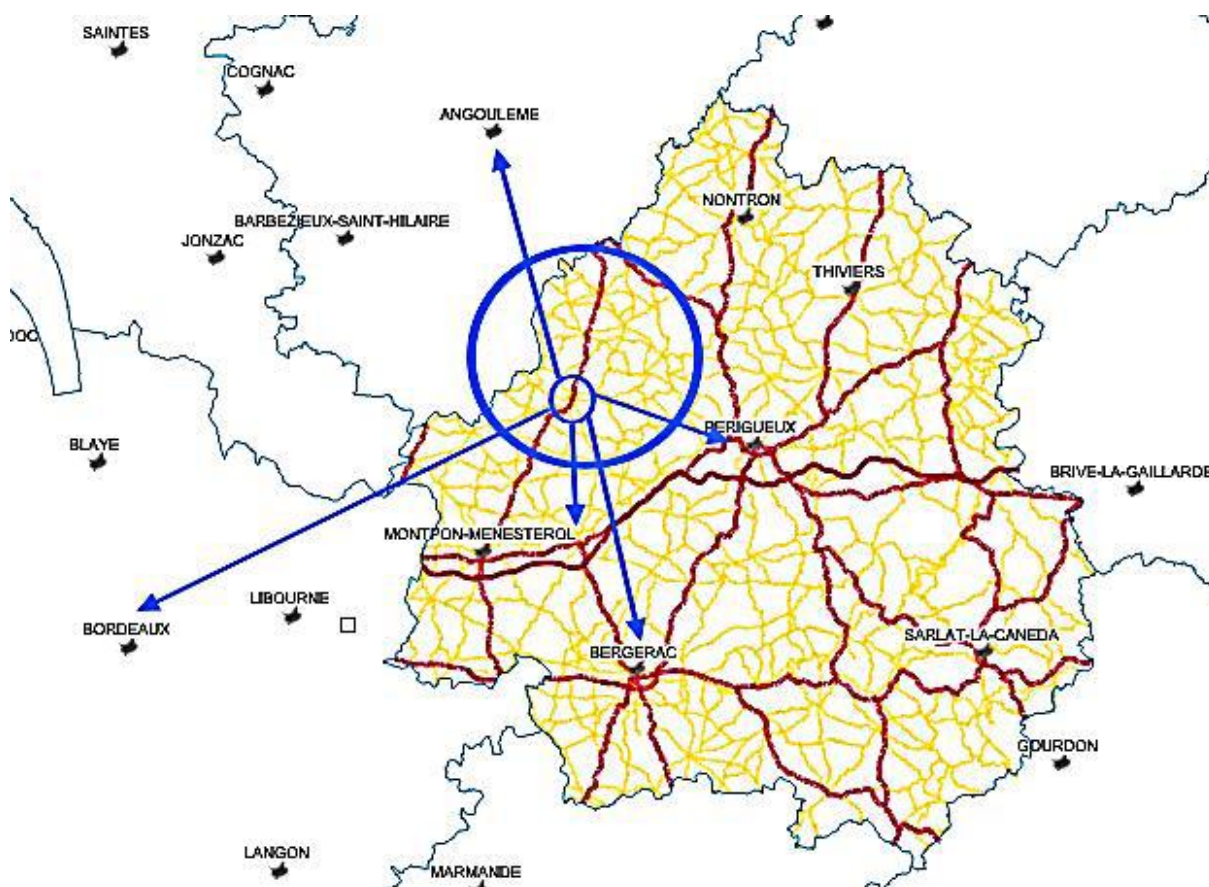 SAINTES
COGNAC
ANGOULEME
NONTRON
BARBEZIEUX-SAINT-HILAIRE
JONZAC
THIVIERS
PERIGUEUX
BLAYE
BRIVE-LA-GAILLARDE
MONTPON-MENESTEROL
LIBOURNE
BORDEAUX
SARLAT-LA-CANEDA
BERGERAC
GOURDON
LANGON
MARMANDE